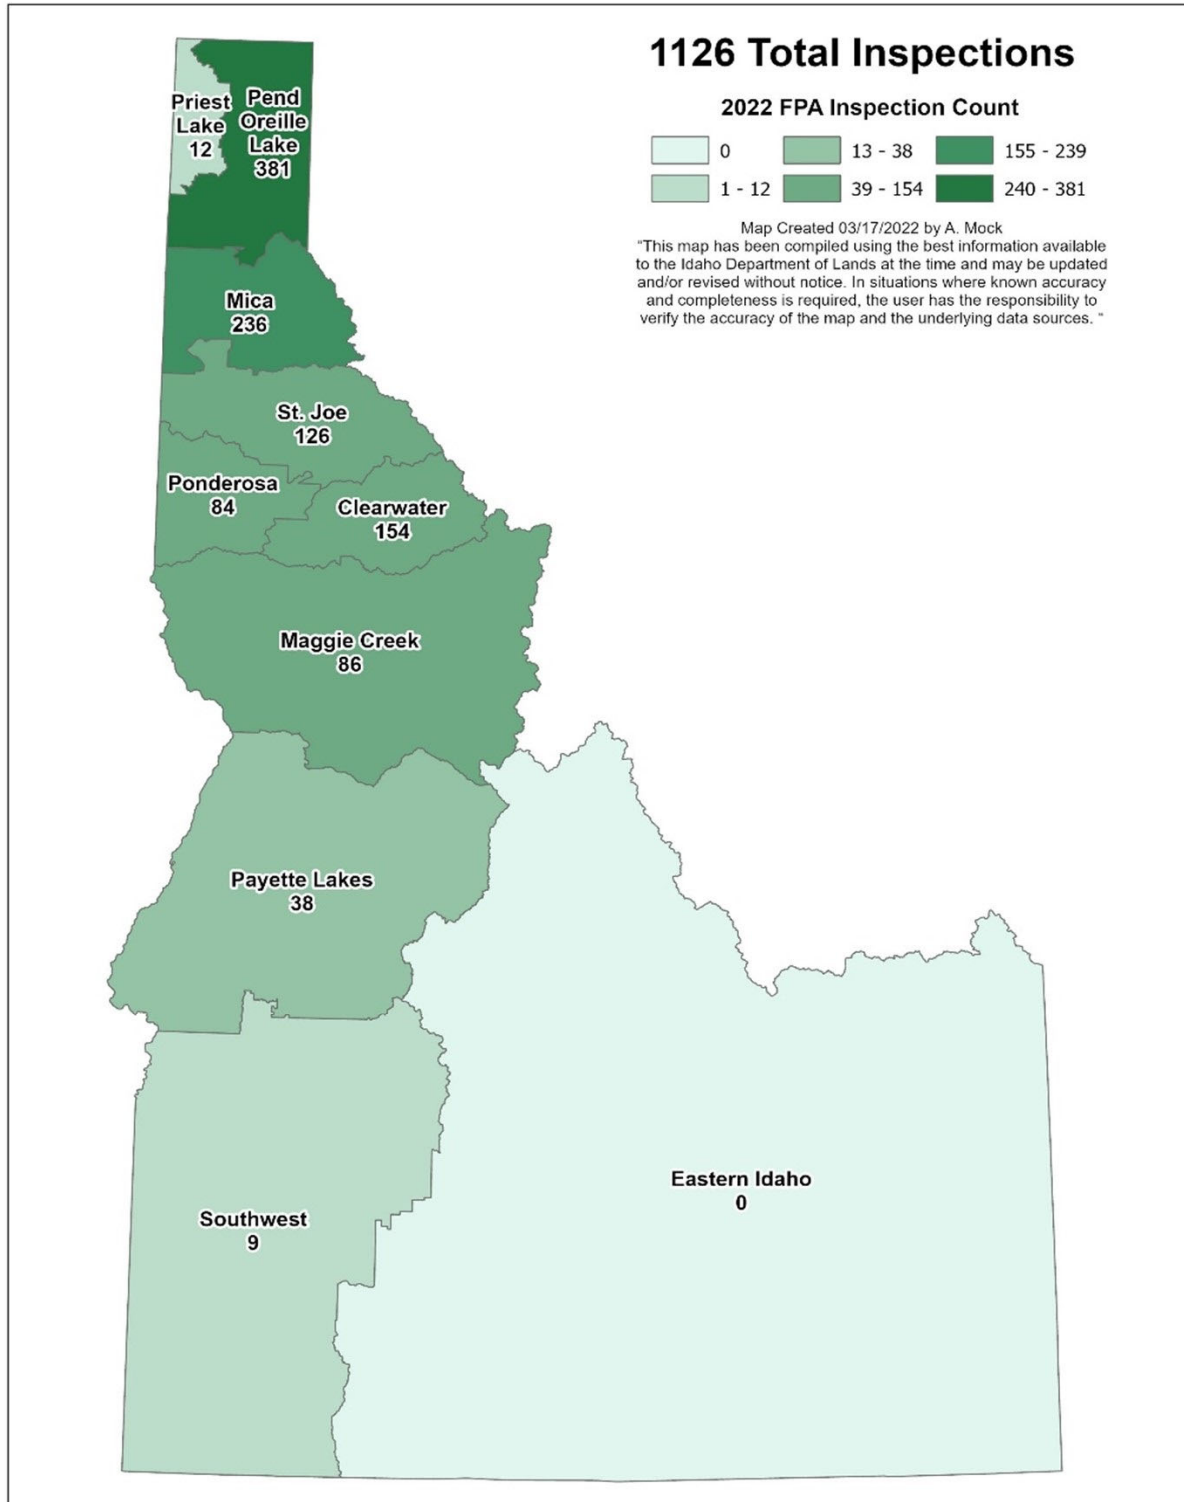 1126 Total Inspections
2022 FPA Inspection Count
0
13 - 38
155 - 239
1 - 12
39 - 154
240 - 381
Map Created 03/17/2022 by A. Mock
"This map has been compiled using the best information available
to the Idaho Department of Lands at the time and may be updated
and/or revised without notice. In situations where known accuracy
and completeness is required, the user has the responsibility to
verify the accuracy of the map and the underlying data sources. "
Priest
Lake
12
Pend
Oreille
Lake
381
Mica
236
St. Joe
126
Ponderosa
84
Clearwater
154
Maggie Creek
86
Payette Lakes
38
Eastern Idaho
0
Southwest
9